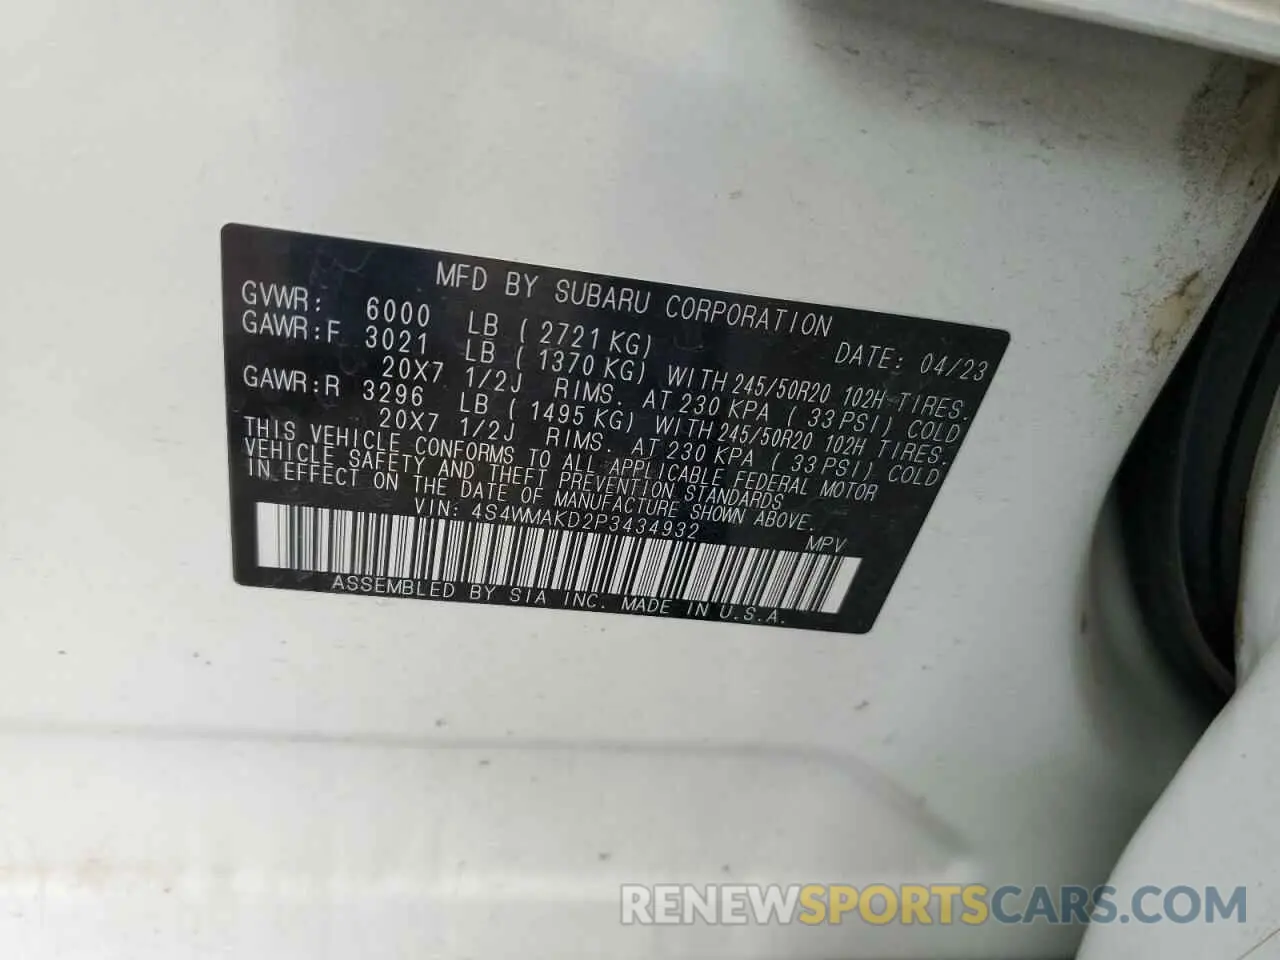 MFD BY SUBARU CORPORATION
DATE: 04/23
GVWR: 6000 LB ( 2721 KG)
GAWR:F 3021 LB ( 1370 KG) WITH 245/50R20 102H TIRES.
20X7 1/2J RIMS. AT 230 KPA ( 33 PSI) COLD
GAWR:R 3296 LB ( 1495 KG) WITH 245/50R20 102H TIRES.
20X7 1/2J RIMS. AT 230 KPA ( 33 PSI) COLD
THIS VEHICLE CONFORMS TO ALL APPLICABLE FEDERAL MOTOR
VEHICLE SAFETY AND THEFT PREVENTION STANDARDS
IN EFFECT ON THE DATE OF MANUFACTURE SHOWN ABOVE.
VIN: 4S4WMAKD2P3434932
MPV
ASSEMBLED BY SIA INC. MADE IN U.S.A.
RENEWSPORTSCARS.COM